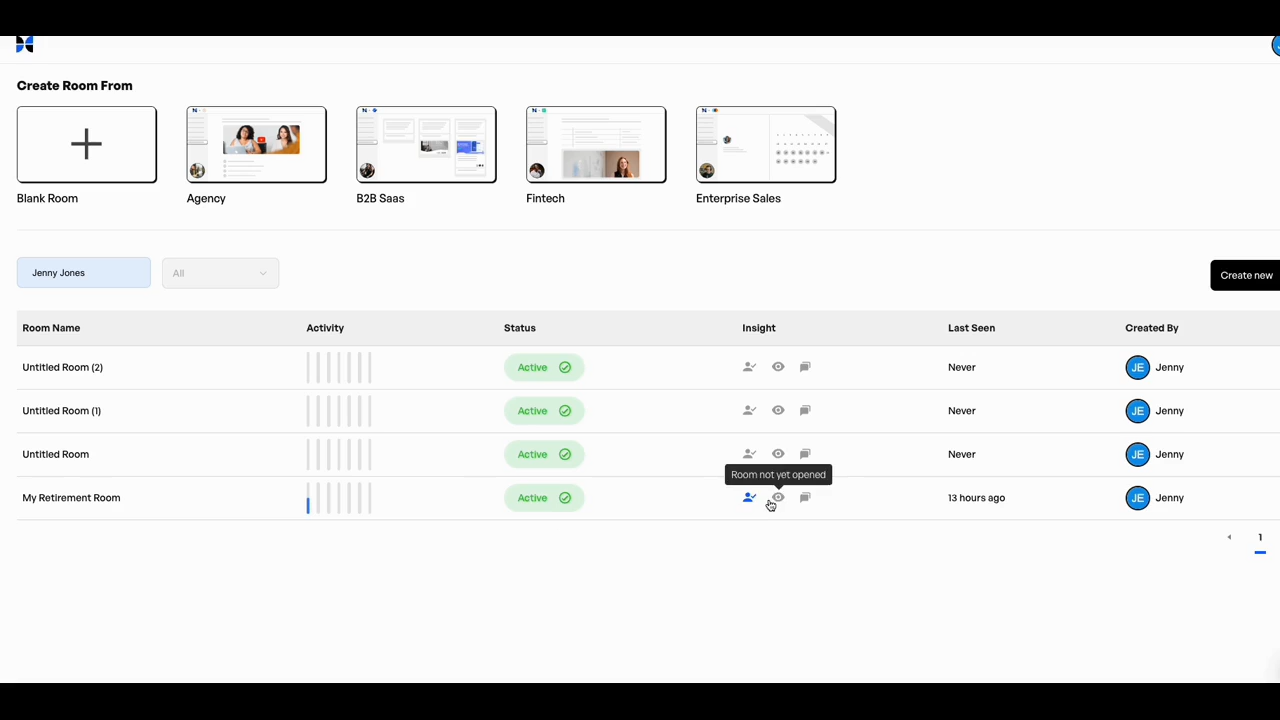 Create Room From
Blank Room
Agency
B2B Saas
Fintech
Enterprise Sales
Jenny Jones
All
Create new
Room Name Activity Status Insight Last Seen Created By
Untitled Room (2) Active Never JE Jenny
Untitled Room (1) Active Never JE Jenny
Untitled Room Active Never JE Jenny
Room not yet opened
My Retirement Room Active 13 hours ago JE Jenny
1